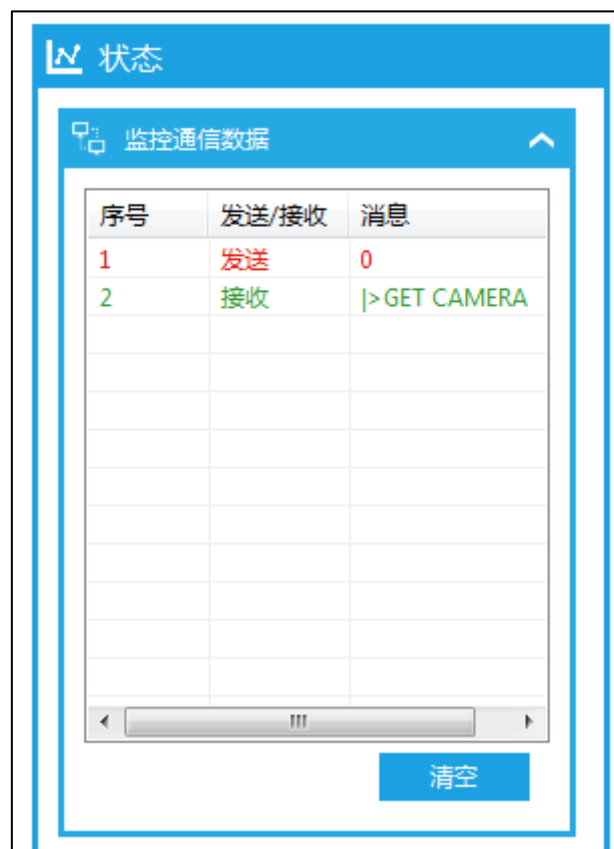 状态
监控通信数据
序号 发送/接收 消息
1 发送 0
2 接收 |>GET CAMERA
清空